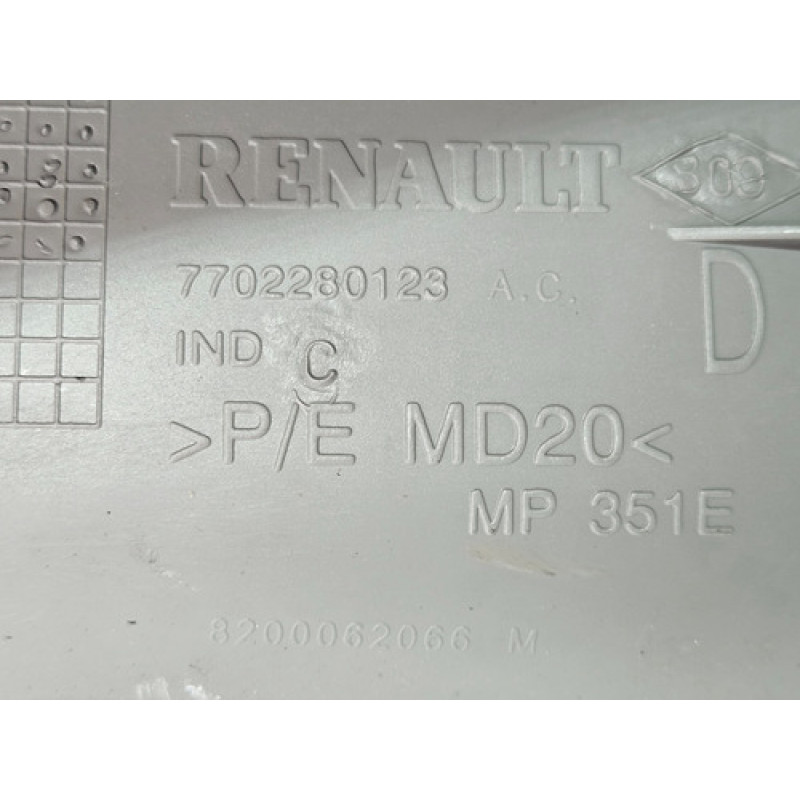 RENAULT
7702280123 A.C.
D
IND C
>P/E MD20<
MP 351E
8200062066 M.